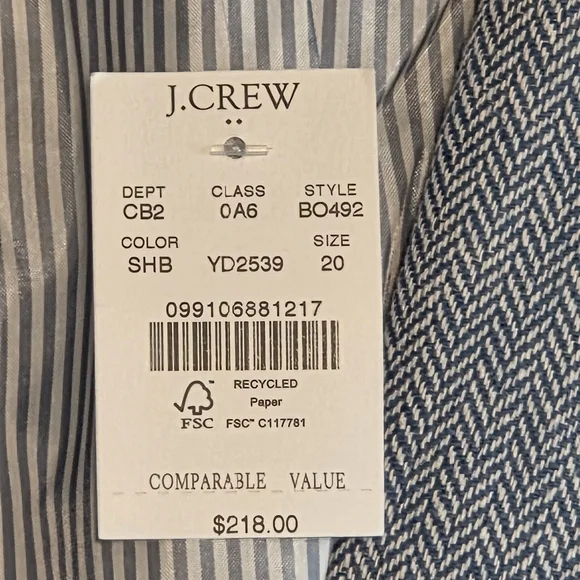 J.CREW
DEPT CLASS STYLE
CB2 0A6 BO492
COLOR SIZE
SHB YD2539 20
099106881217
RECYCLED
Paper
FSC FSC™ C117781
COMPARABLE VALUE
$218.00